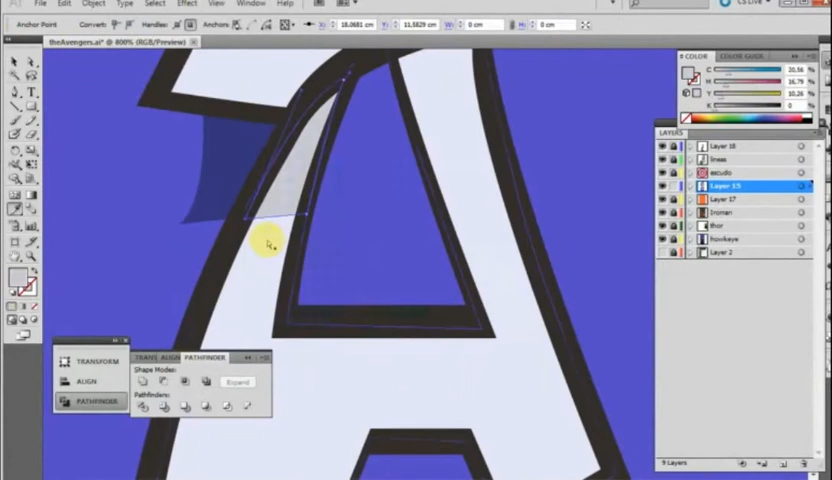 File Edit Object Type Select Effect View Window Help CS Live
Anchor Point Convert: Handles: Anchors: X: 18,0681 cm Y: 11,5829 cm W: 0 cm H: 0 cm
theAvengers.ai* @ 800% (RGB/Preview)
COLOR COLOR GUIDE
C 20,56
M 16,79
Y 10,26
K 0
LAYERS
Layer 18
lineas
escudo
Layer 15
Layer 17
Ironman
thor
hawkeye
Layer 2
TRANSFORM
ALIGN
PATHFINDER
TRANS ALIGN PATHFINDER
Shape Modes:
Expand
Pathfinders:
9 Layers